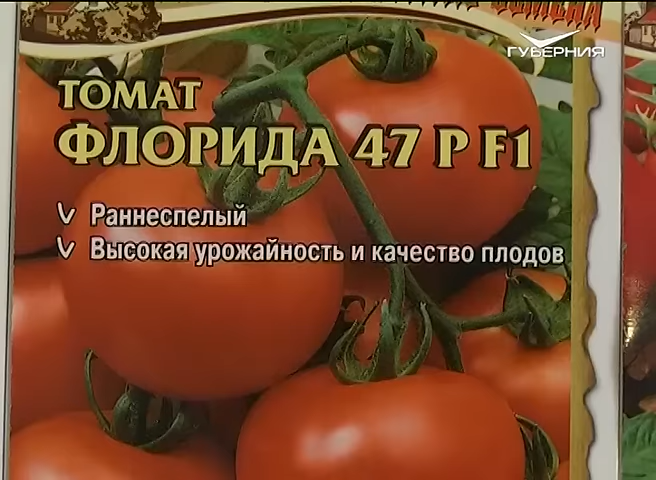 ГУБЕРНИЯ
ТОМАТ
ФЛОРИДА 47 Р F1
Раннеспелый
Высокая урожайность и качество плодов